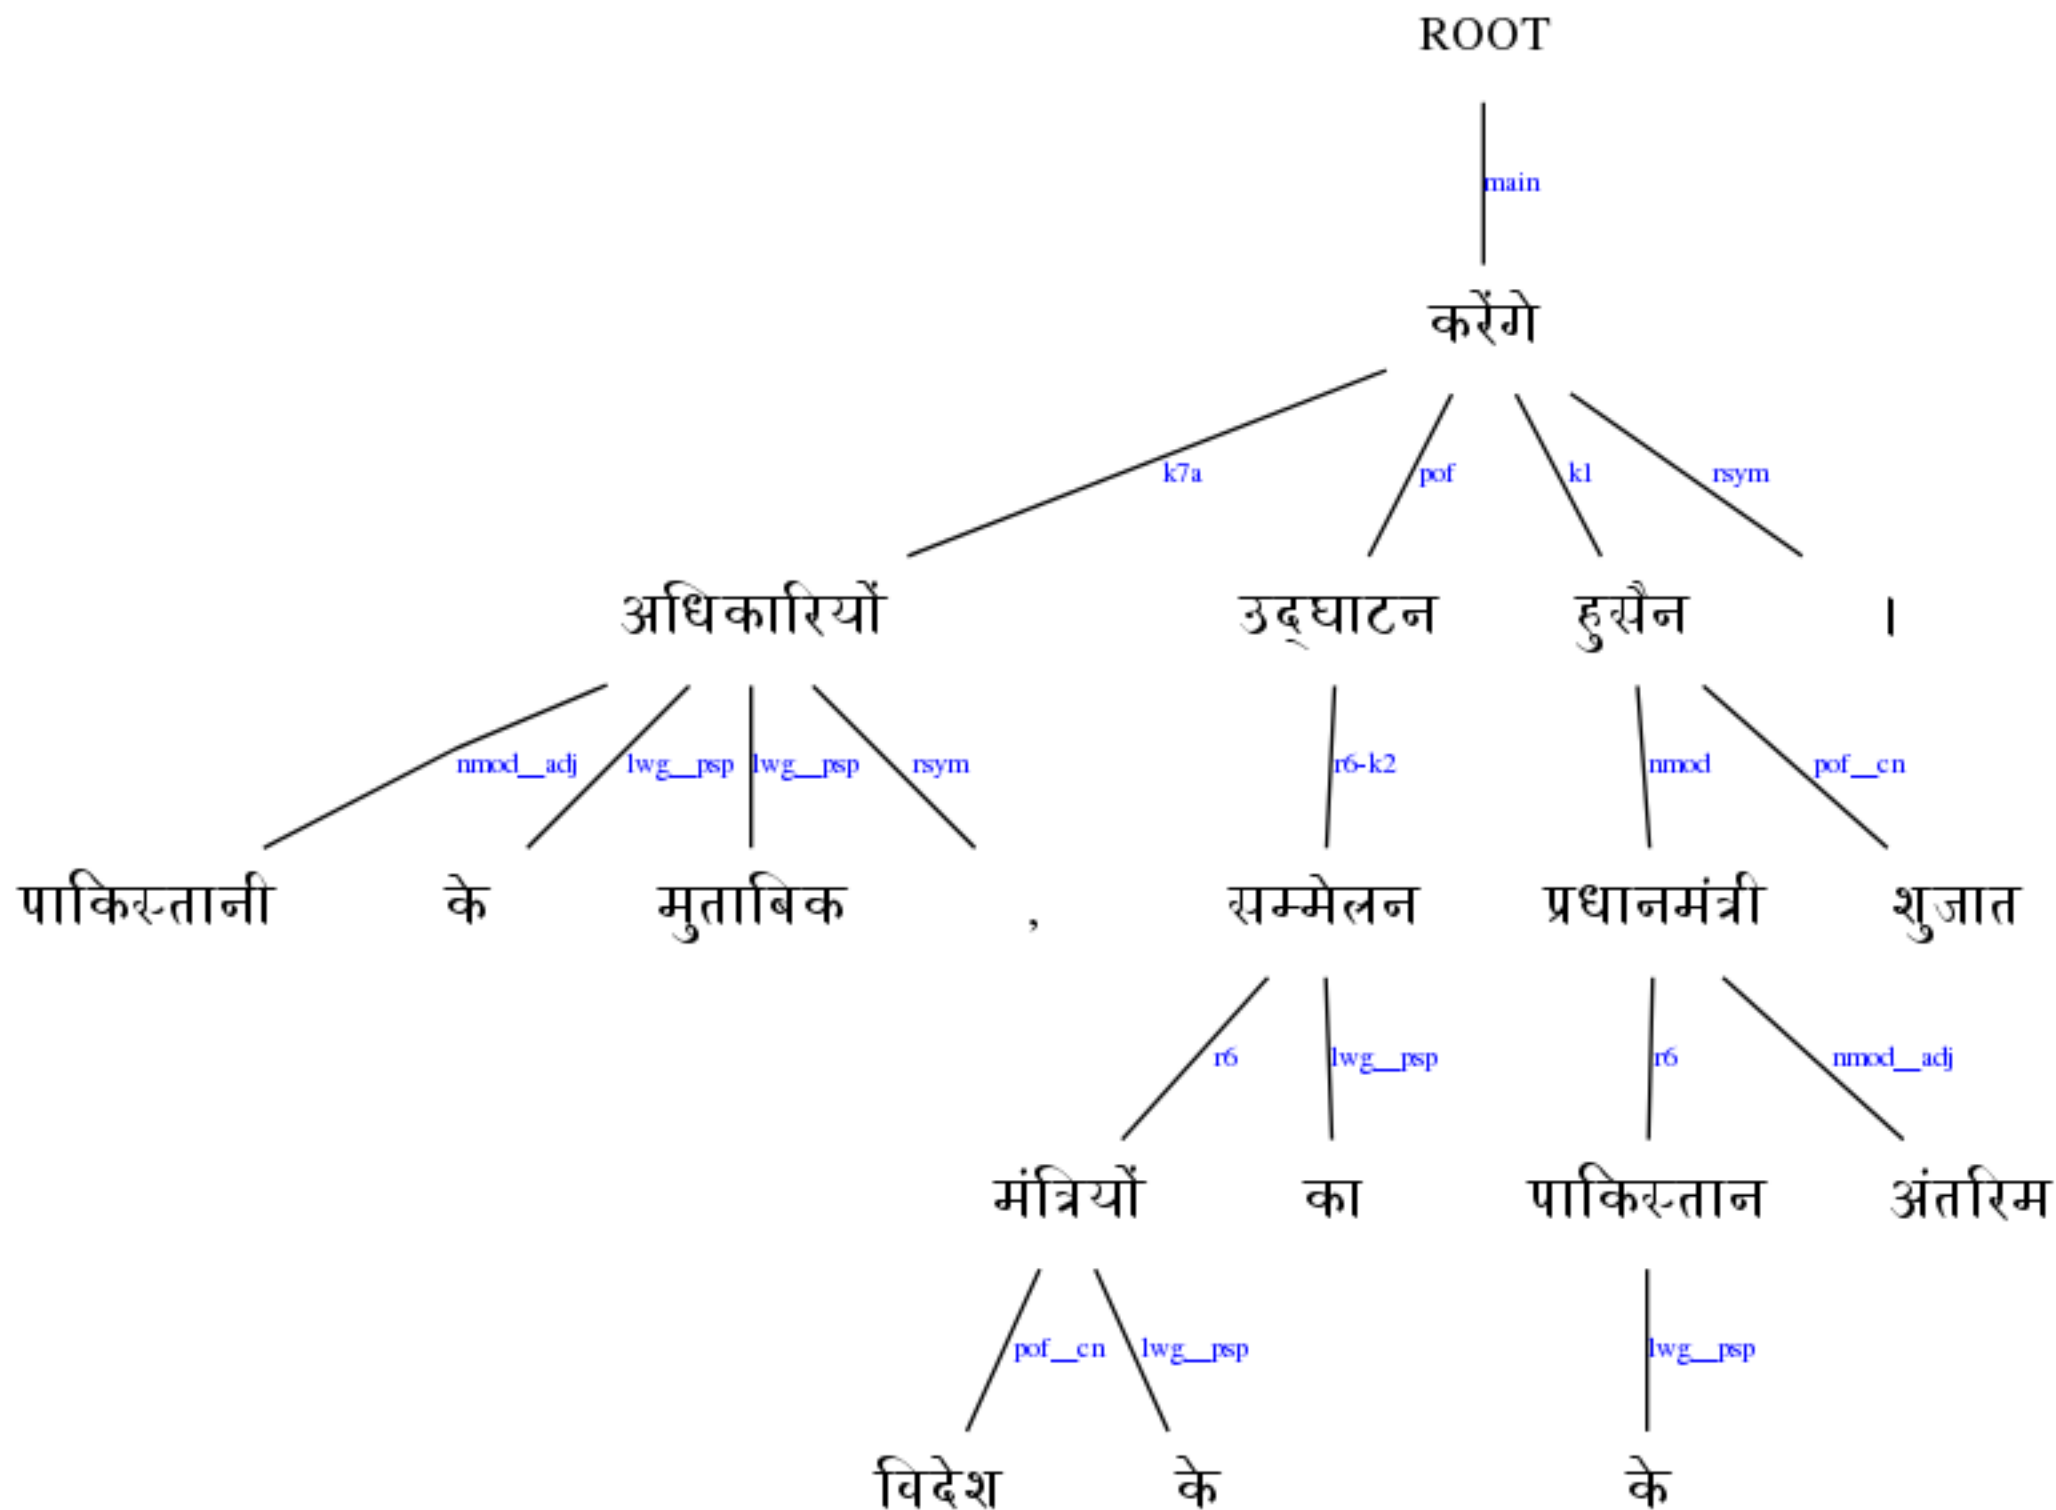 ROOT
main
करेंगे
k7a pof k1 rsym
अधिकारियों उद्घाटन हुसैन ।
nmod__adj lwg__psp lwg__psp rsym r6-k2 nmod pof__cn
पाकिस्तानी के मुताबिक , सम्मेलन प्रधानमंत्री शुजात
r6 lwg__psp r6 nmod__adj
मंत्रियों का पाकिस्तान अंतरिम
pof__cn lwg__psp lwg__psp
विदेश के के